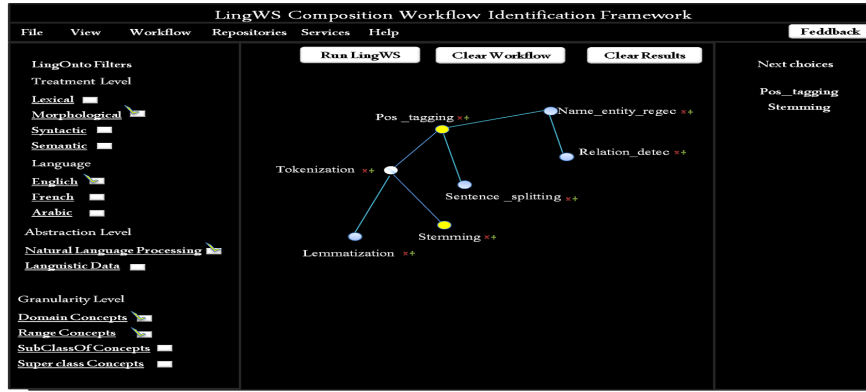 LingWS Composition Workflow Identification Framework
File View Workflow Repositories Services Help Feddback
Run LingWS Clear Workflow Clear Results
LingOnto Filters
Treatment Level
Lexical
Morphological
Syntactic
Semantic
Language
Englich
French
Arabic
Abstraction Level
Natural Language Processing
Languistic Data
Granularity Level
Domain Concepts
Range Concepts
SubClassOf Concepts
Super class Concepts
Pos _tagging ×+
Name_entity_regec ×+
Tokenization ×+
Relation_detec ×+
Sentence _splitting ×+
Stemming ×+
Lemmatization ×+
Next choices
Pos_tagging
Stemming